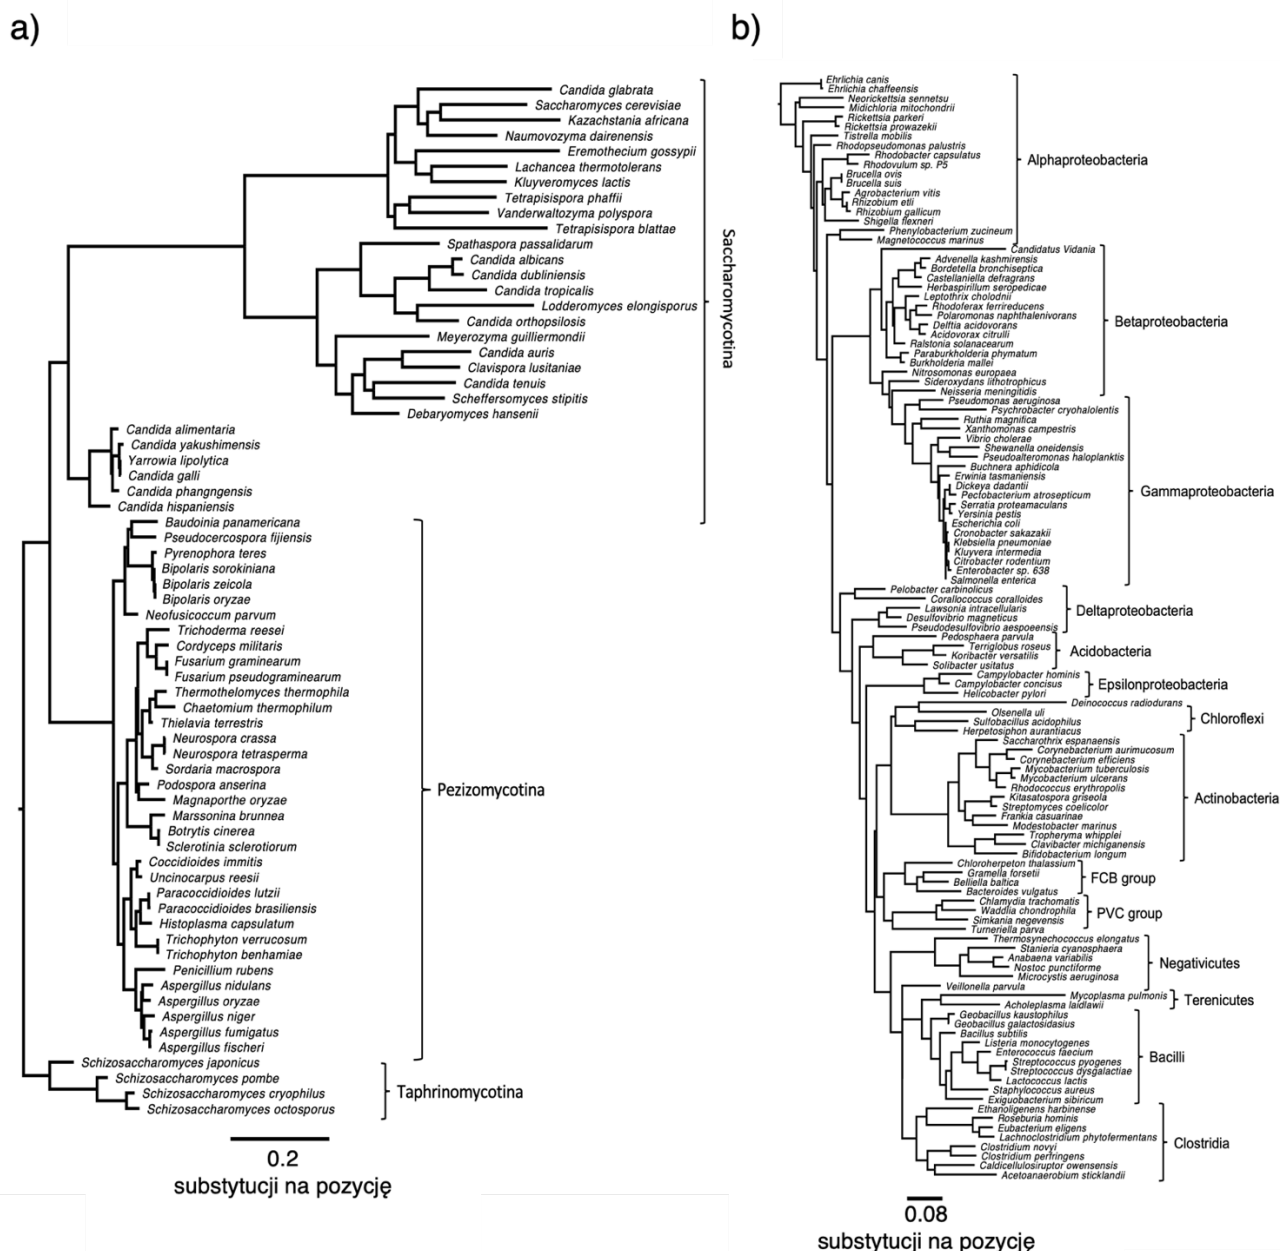 a)
Candida glabrata
Saccharomyces cerevisiae
Kazachstania africana
Naumovozyma dairenensis
Eremothecium gossypii
Lachancea thermotolerans
Kluyveromyces lactis
Tetrapisispora phaffii
Vanderwaltozyma polyspora
Tetrapisispora blattae
Spathaspora passalidarum
Candida albicans
Candida dubliniensis
Candida tropicalis
Lodderomyces elongisporus
Candida orthopsilosis
Meyerozyma guilliermondii
Candida auris
Clavispora lusitaniae
Candida tenuis
Scheffersomyces stipitis
Debaryomyces hansenii
Candida alimentaria
Candida yakushimensis
Yarrowia lipolytica
Candida galli
Candida phangngensis
Candida hispaniensis
Saccharomycotina
Baudoinia panamericana
Pseudocercospora fijiensis
Pyrenophora teres
Bipolaris sorokiniana
Bipolaris zeicola
Bipolaris oryzae
Neofusicoccum parvum
Trichoderma reesei
Cordyceps militaris
Fusarium graminearum
Fusarium pseudograminearum
Thermothelomyces thermophila
Chaetomium thermophilum
Thielavia terrestris
Neurospora crassa
Neurospora tetrasperma
Sordaria macrospora
Podospora anserina
Magnaporthe oryzae
Marssonina brunnea
Botrytis cinerea
Sclerotinia sclerotiorum
Coccidioides immitis
Uncinocarpus reesii
Paracoccidioides lutzii
Paracoccidioides brasiliensis
Histoplasma capsulatum
Trichophyton verrucosum
Trichophyton benhamiae
Penicillium rubens
Aspergillus nidulans
Aspergillus oryzae
Aspergillus niger
Aspergillus fumigatus
Aspergillus fischeri
Pezizomycotina
Schizosaccharomyces japonicus
Schizosaccharomyces pombe
Schizosaccharomyces cryophilus
Schizosaccharomyces octosporus
Taphrinomycotina
0.2
substytucji na pozycję
b)
Ehrlichia canis
Ehrlichia chaffeensis
Neorickettsia sennetsu
Midichloria mitochondrii
Rickettsia parkeri
Rickettsia prowazekii
Tistrella mobilis
Rhodopseudomonas palustris
Rhodobacter capsulatus
Rhodovulum sp. P5
Brucella ovis
Brucella suis
Agrobacterium vitis
Rhizobium etli
Rhizobium gallicum
Shigella flexneri
Phenylobacterium zucineum
Magnetococcus marinus
Alphaproteobacteria
Candidatus Vidania
Advenella kashmirensis
Bordetella bronchiseptica
Castellaniella defragrans
Herbaspirillum seropedicae
Leptothrix cholodnii
Rhodoferax ferrireducens
Polaromonas naphthalenivorans
Delftia acidovorans
Acidovorax citrulli
Ralstonia solanacearum
Paraburkholderia phymatum
Burkholderia mallei
Nitrosomonas europaea
Sideroxydans lithotrophicus
Neisseria meningitidis
Betaproteobacteria
Pseudomonas aeruginosa
Psychrobacter cryohalolentis
Ruthia magnifica
Xanthomonas campestris
Vibrio cholerae
Shewanella oneidensis
Pseudoalteromonas haloplanktis
Buchnera aphidicola
Erwinia tasmaniensis
Dickeya dadantii
Pectobacterium atrosepticum
Serratia proteamaculans
Yersinia pestis
Escherichia coli
Cronobacter sakazakii
Klebsiella pneumoniae
Kluyvera intermedia
Citrobacter rodentium
Enterobacter sp. 638
Salmonella enterica
Gammaproteobacteria
Pelobacter carbinolicus
Corallococcus coralloides
Lawsonia intracellularis
Desulfovibrio magneticus
Pseudodesulfovibrio aespoeensis
Deltaproteobacteria
Pedosphaera parvula
Terriglobus roseus
Koribacter versatilis
Solibacter usitatus
Acidobacteria
Campylobacter hominis
Campylobacter concisus
Helicobacter pylori
Epsilonproteobacteria
Deinococcus radiodurans
Olsenella uli
Sulfobacillus acidophilus
Herpetosiphon aurantiacus
Chloroflexi
Saccharothrix espanaensis
Corynebacterium aurimucosum
Corynebacterium efficiens
Mycobacterium tuberculosis
Mycobacterium ulcerans
Rhodococcus erythropolis
Kitasatospora griseola
Streptomyces coelicolor
Frankia casuarinae
Modestobacter marinus
Tropheryma whipplei
Clavibacter michiganensis
Bifidobacterium longum
Actinobacteria
Chloroherpeton thalassium
Gramella forsetii
Belliella baltica
Bacteroides vulgatus
FCB group
Chlamydia trachomatis
Waddlia chondrophila
Simkania negevensis
Turneriella parva
PVC group
Thermosynechococcus elongatus
Stanieria cyanosphaera
Anabaena variabilis
Nostoc punctiforme
Microcystis aeruginosa
Negativicutes
Veillonella parvula
Mycoplasma pulmonis
Acholeplasma laidlawii
Terenicutes
Geobacillus kaustophilus
Geobacillus galactosidasius
Bacillus subtilis
Listeria monocytogenes
Enterococcus faecium
Streptococcus pyogenes
Streptococcus dysgalactiae
Lactococcus lactis
Staphylococcus aureus
Exiguobacterium sibiricum
Bacilli
Ethanoligenens harbinense
Roseburia hominis
Eubacterium eligens
Lachnoclostridium phytofermentans
Clostridium novyi
Clostridium perfringens
Caldicellulosiruptor owensensis
Acetoanaerobium sticklandii
Clostridia
0.08
substytucji na pozycję